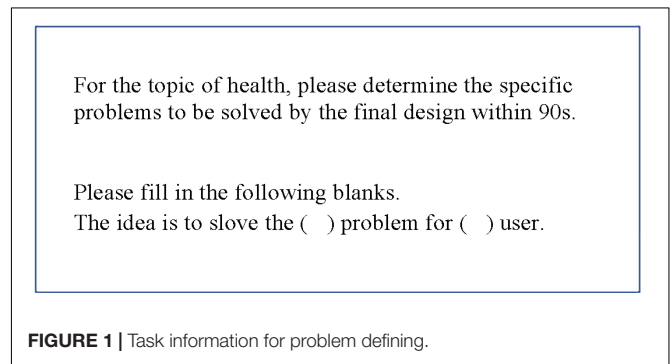 For the topic of health, please determine the specific
problems to be solved by the final design within 90s.
Please fill in the following blanks.
The idea is to slove the (   ) problem for (   ) user.
FIGURE 1 | Task information for problem defining.